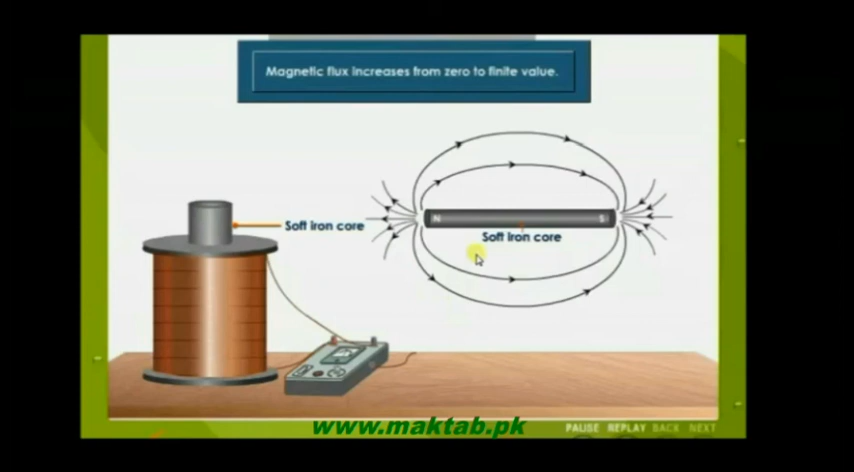 Magnetic flux increases from zero to finite value.
Soft iron core
N
S
Soft iron core
www.maktab.pk
PAUSE REPLAY BACK NEXT